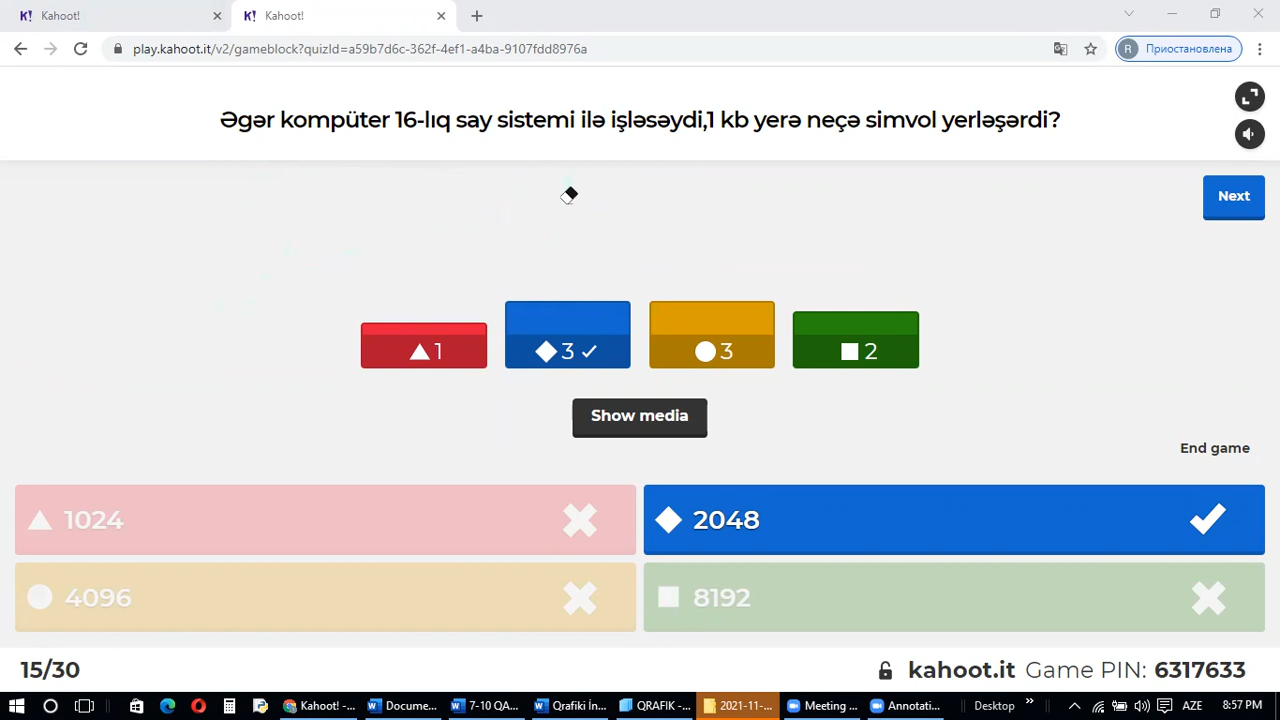 Kahoot!
Kahoot!
play.kahoot.it/v2/gameblock?quizId=a59b7d6c-362f-4ef1-a4ba-9107fdd8976a
R Приостановлена
Əgər kompüter 16-lıq say sistemi ilə işləsəydi,1 kb yerə neçə simvol yerləşərdi?
Next
1
3
3
2
Show media
End game
1024
2048
4096
8192
15/30
kahoot.it Game PIN: 6317633
Kahoot! -... Docume... 7-10 QA... Qrafiki İn... QRAFIK -... 2021-11-... Meeting ... Annotati... Desktop AZE 8:57 PM